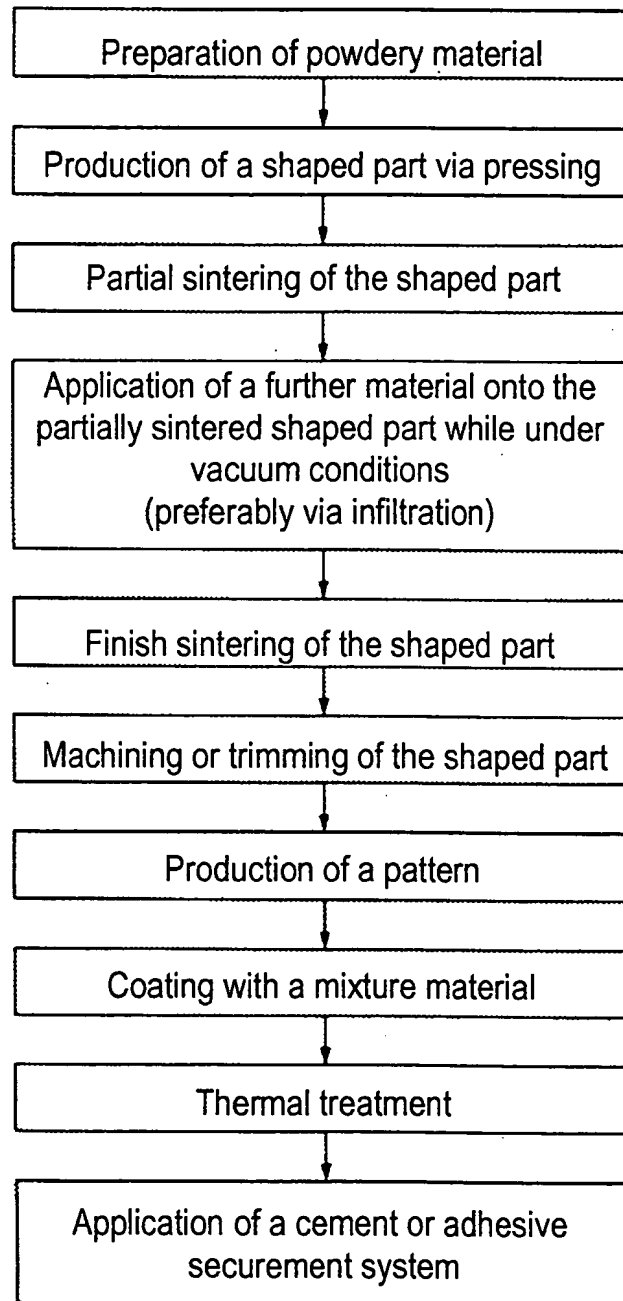 Preparation of powdery material
Production of a shaped part via pressing
Partial sintering of the shaped part
Application of a further material onto the
partially sintered shaped part while under
vacuum conditions
(preferably via infiltration)
Finish sintering of the shaped part
Machining or trimming of the shaped part
Production of a pattern
Coating with a mixture material
Thermal treatment
Application of a cement or adhesive
securement system